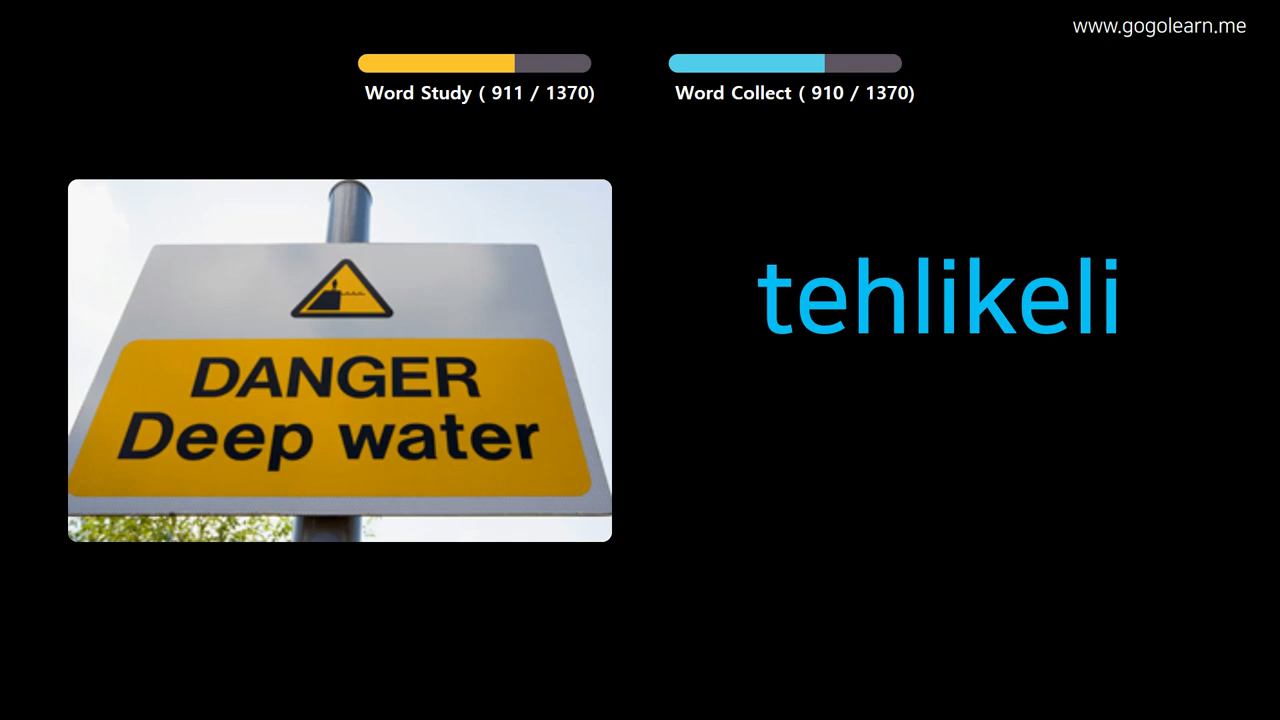 www.gogolearn.me
Word Study ( 911 / 1370)
Word Collect ( 910 / 1370)
DANGER
Deep water
tehlikeli